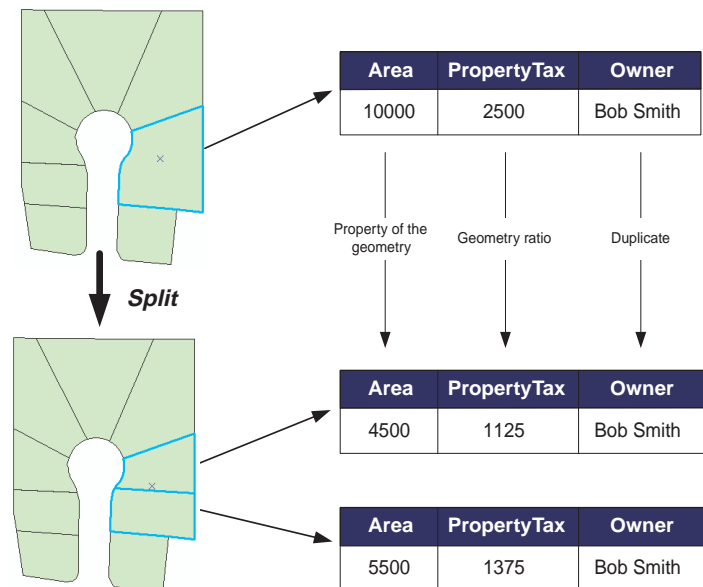 Area PropertyTax Owner
10000 2500 Bob Smith
Property of the
geometry
Geometry ratio
Duplicate
Split
Area PropertyTax Owner
4500 1125 Bob Smith
Area PropertyTax Owner
5500 1375 Bob Smith